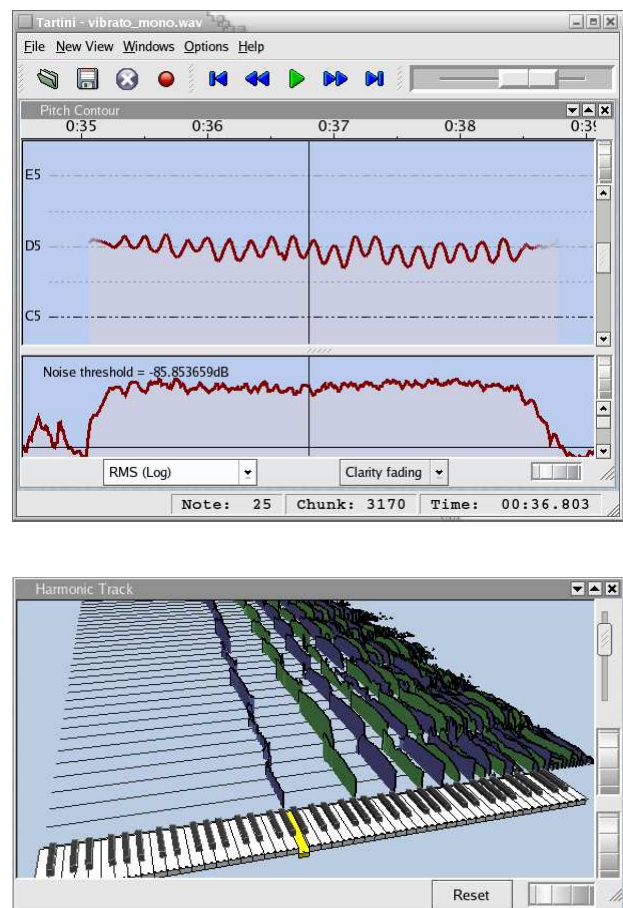 Tartini - vibrato_mono.wav
File New View Windows Options Help
Pitch Contour
0:35 0:36 0:37 0:38 0:39
E5
D5
C5
Noise threshold = -85.853659dB
RMS (Log) Clarity fading
Note: 25 Chunk: 3170 Time: 00:36.803
Harmonic Track
Reset